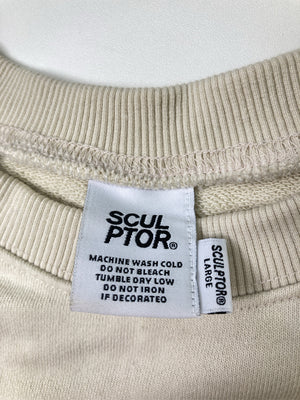 SCUL
PTOR®
MACHINE WASH COLD
DO NOT BLEACH
TUMBLE DRY LOW
DO NOT IRON
IF DECORATED
SCULPTOR®
LARGE